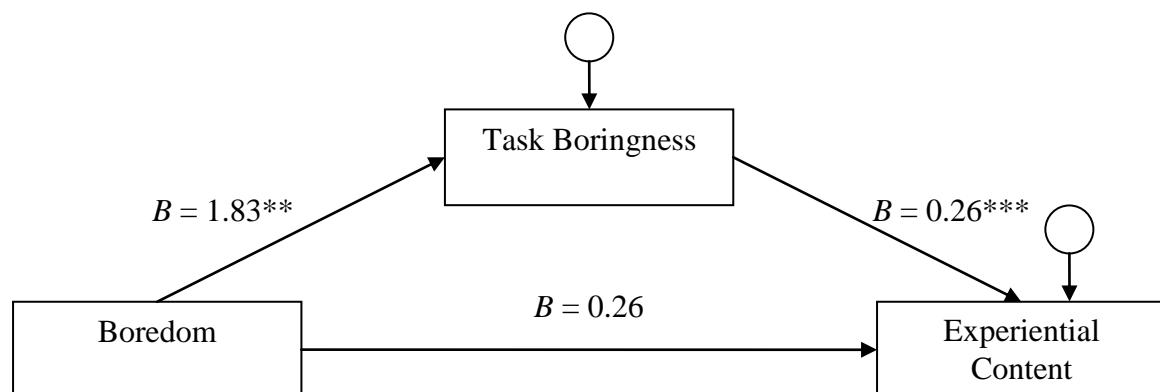 Task Boringness
B = 1.83**
B = 0.26***
B = 0.26
Boredom
Experiential
Content